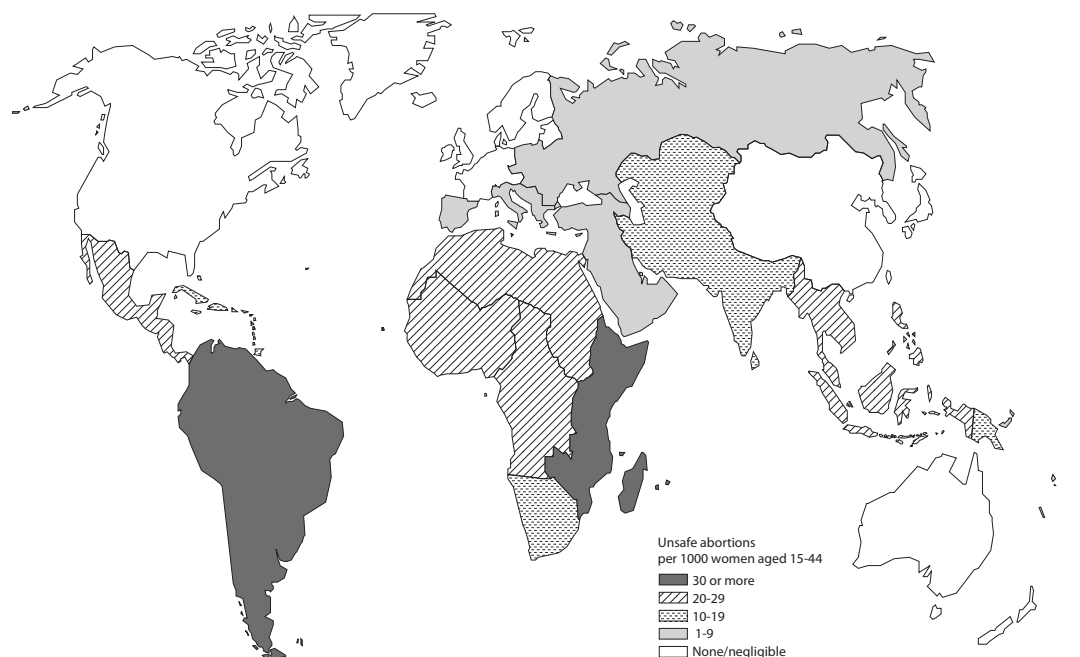 Unsafe abortions
per 1000 women aged 15-44
30 or more
20-29
10-19
1-9
None/negligible